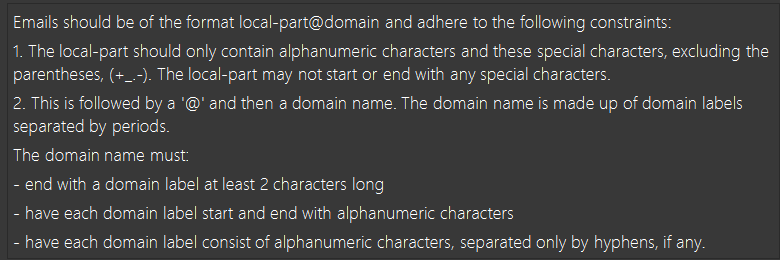 Emails should be of the format local-part@domain and adhere to the following constraints:
1. The local-part should only contain alphanumeric characters and these special characters, excluding the
parentheses, (+_.-). The local-part may not start or end with any special characters.
2. This is followed by a '@' and then a domain name. The domain name is made up of domain labels
separated by periods.
The domain name must:
- end with a domain label at least 2 characters long
- have each domain label start and end with alphanumeric characters
- have each domain label consist of alphanumeric characters, separated only by hyphens, if any.